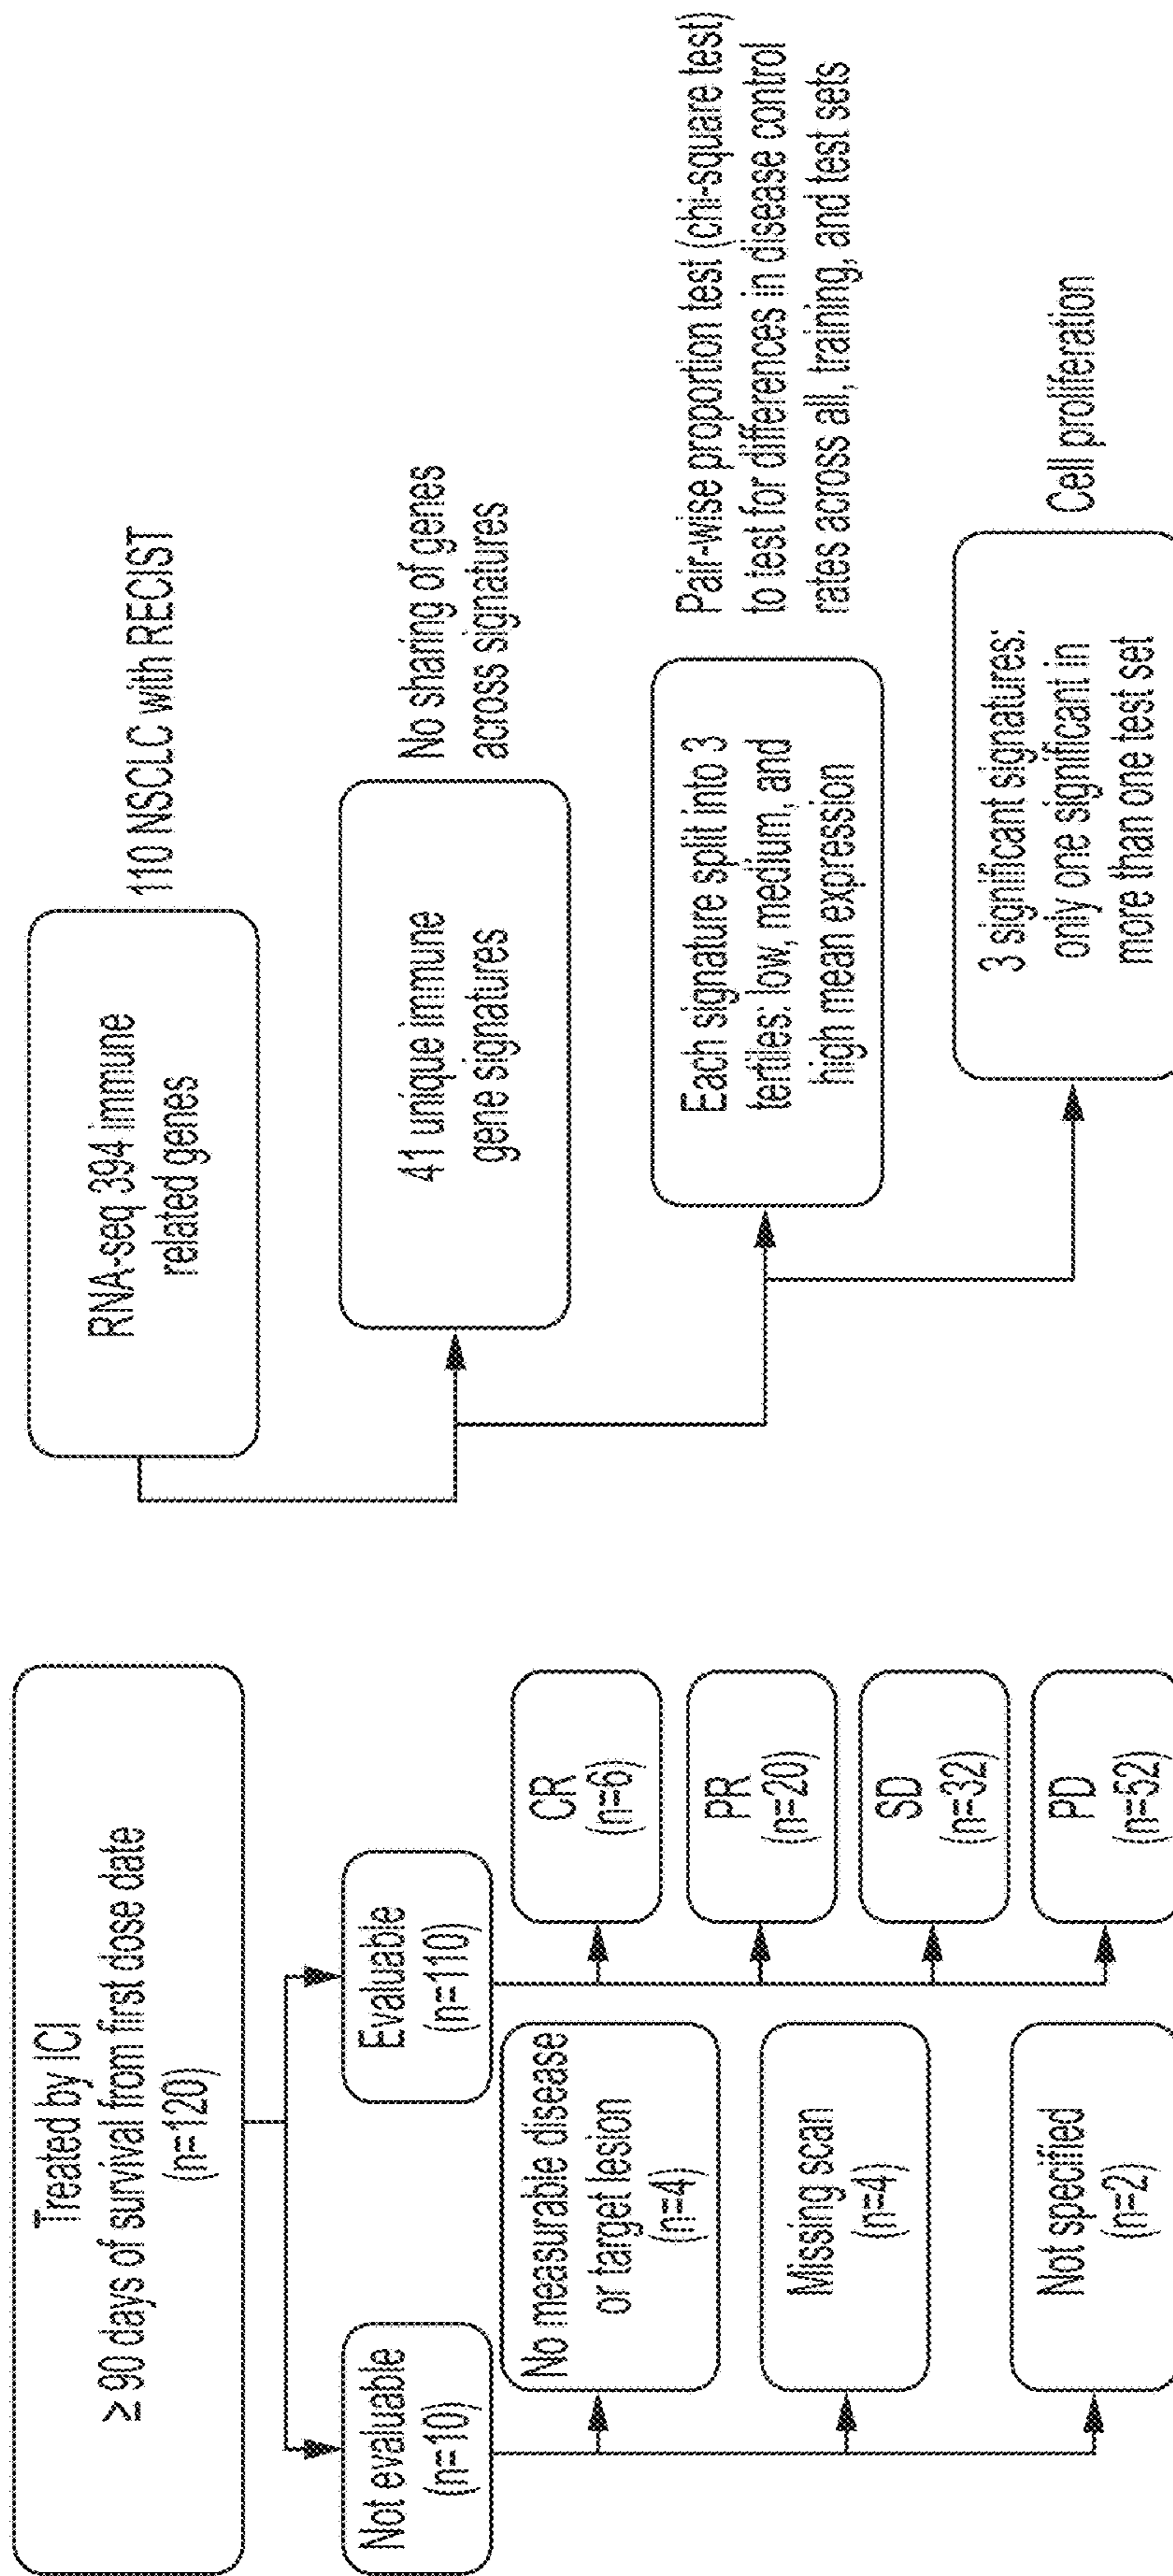 Treated by ICI
≥ 90 days of survival from first dose date
(n=120)
Not evaluable
(n=10)
Evaluable
(n=110)
No measurable disease
or target lesion
(n=4)
Missing scan
(n=4)
Not specified
(n=2)
CR
(n=6)
PR
(n=20)
SD
(n=32)
PD
(n=52)
RNA-seq 394 immune
related genes
110 NSCLC with RECIST
41 unique immune
gene signatures
No sharing of genes
across signatures
Each signature split into 3
tertiles: low, medium, and
high mean expression
Pair-wise proportion test (chi-square test)
to test for differences in disease control
rates across all, training, and test sets
3 significant signatures:
only one significant in
more than one test set
Cell proliferation